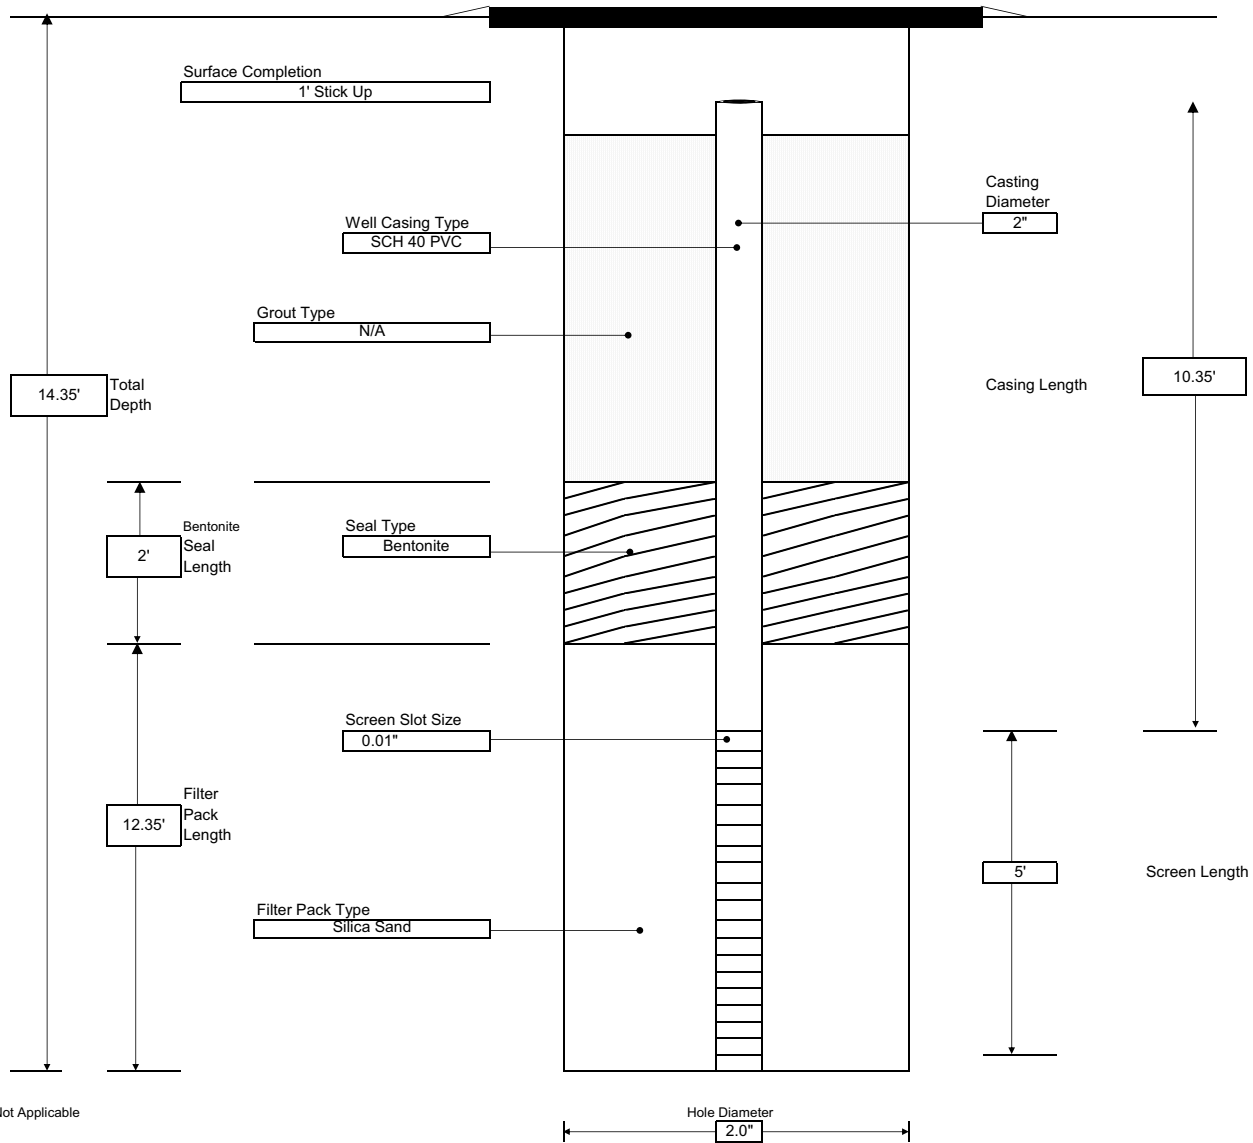 Surface Completion
1' Stick Up
Casting
Diameter
2"
Well Casing Type
SCH 40 PVC
Grout Type
N/A
14.35'
Total
Depth
Casing Length
10.35'
Bentonite
Seal
Length
2'
Seal Type
Bentonite
Screen Slot Size
0.01"
Filter
Pack
Length
12.35'
5'
Screen Length
Filter Pack Type
Silica Sand
Not Applicable
Hole Diameter
2.0"